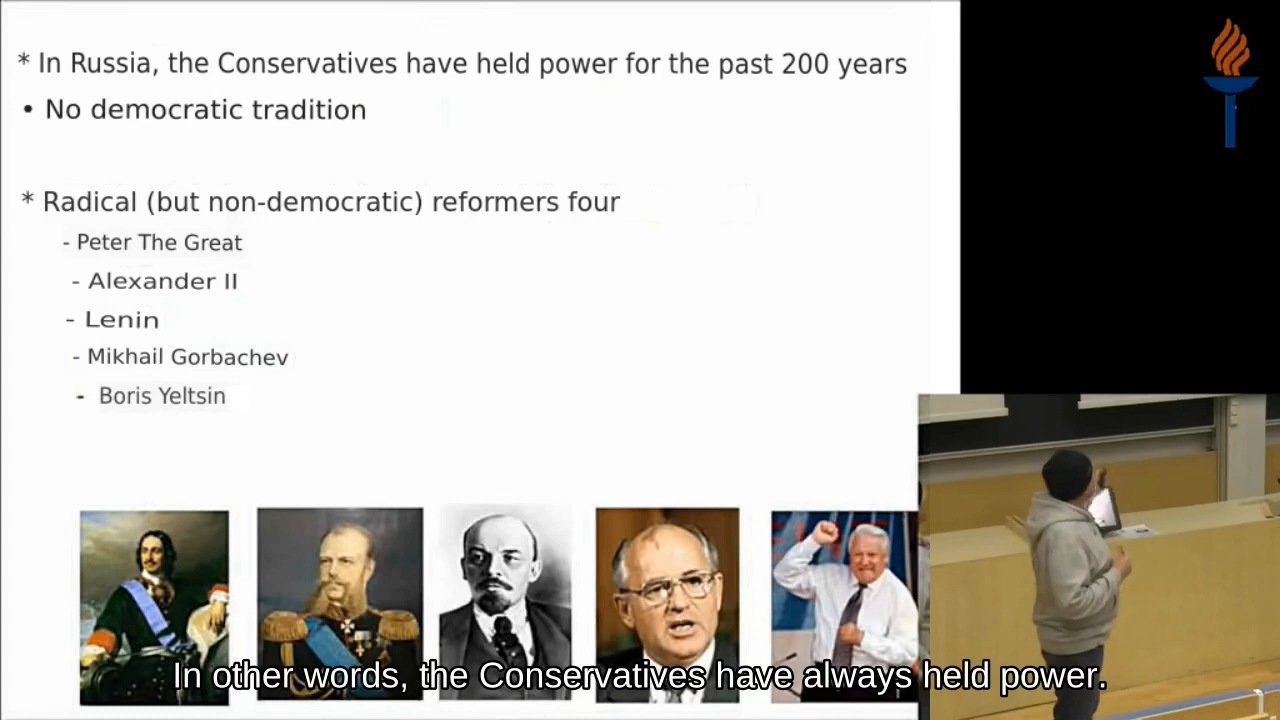 * In Russia, the Conservatives have held power for the past 200 years
• No democratic tradition
* Radical (but non-democratic) reformers four
- Peter The Great
- Alexander II
- Lenin
- Mikhail Gorbachev
- Boris Yeltsin
In other words, the Conservatives have always held power.